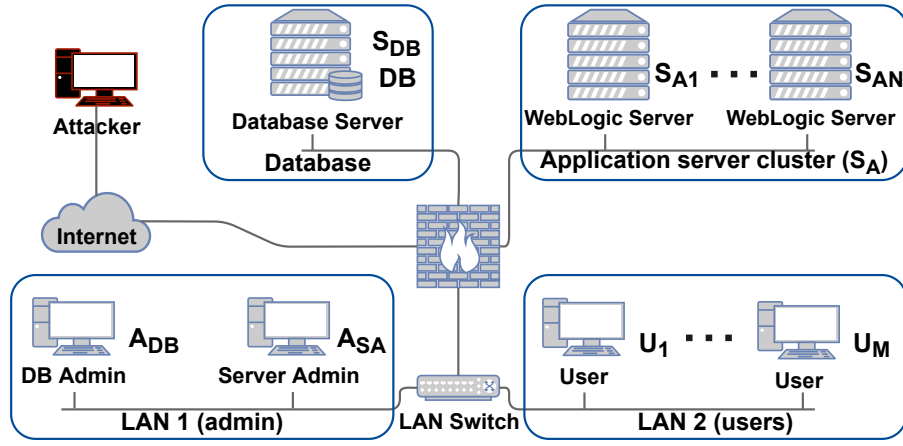 Attacker
Internet
S_DB
DB
Database Server
Database
S_A1
S_AN
WebLogic Server
WebLogic Server
Application server cluster (S_A)
A_DB
DB Admin
A_SA
Server Admin
LAN 1 (admin)
LAN Switch
U_1
User
U_M
User
LAN 2 (users)